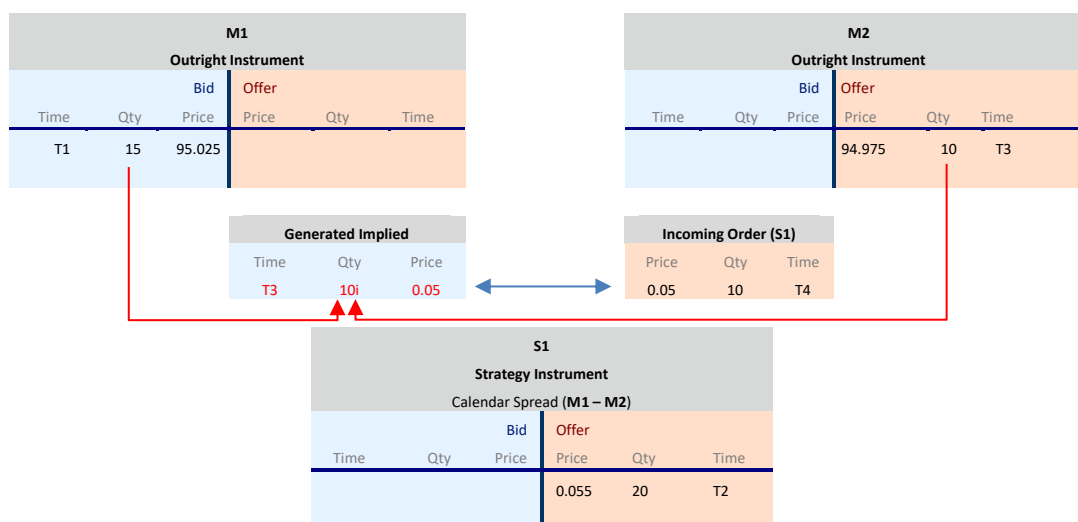 M1
Outright Instrument
Bid Offer
Time Qty Price Price Qty Time
T1 15 95.025
M2
Outright Instrument
Bid Offer
Time Qty Price Price Qty Time
94.975 10 T3
Generated Implied
Time Qty Price
T3 10i 0.05
Incoming Order (S1)
Price Qty Time
0.05 10 T4
S1
Strategy Instrument
Calendar Spread (M1 – M2)
Bid Offer
Time Qty Price Price Qty Time
0.055 20 T2